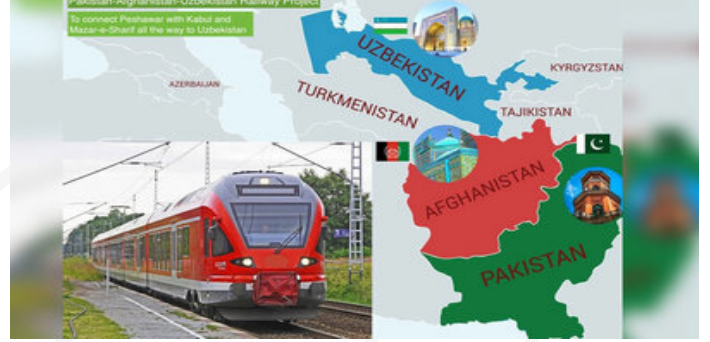 Pakistan-Afghanistan-Uzbekistan Railway Project
To connect Peshawar with Kabul and
Mazar-e-Sharif all the way to Uzbekistan
UZBEKISTAN
KYRGYZSTAN
AZERBAIJAN
TURKMENISTAN
TAJIKISTAN
AFGHANISTAN
PAKISTAN